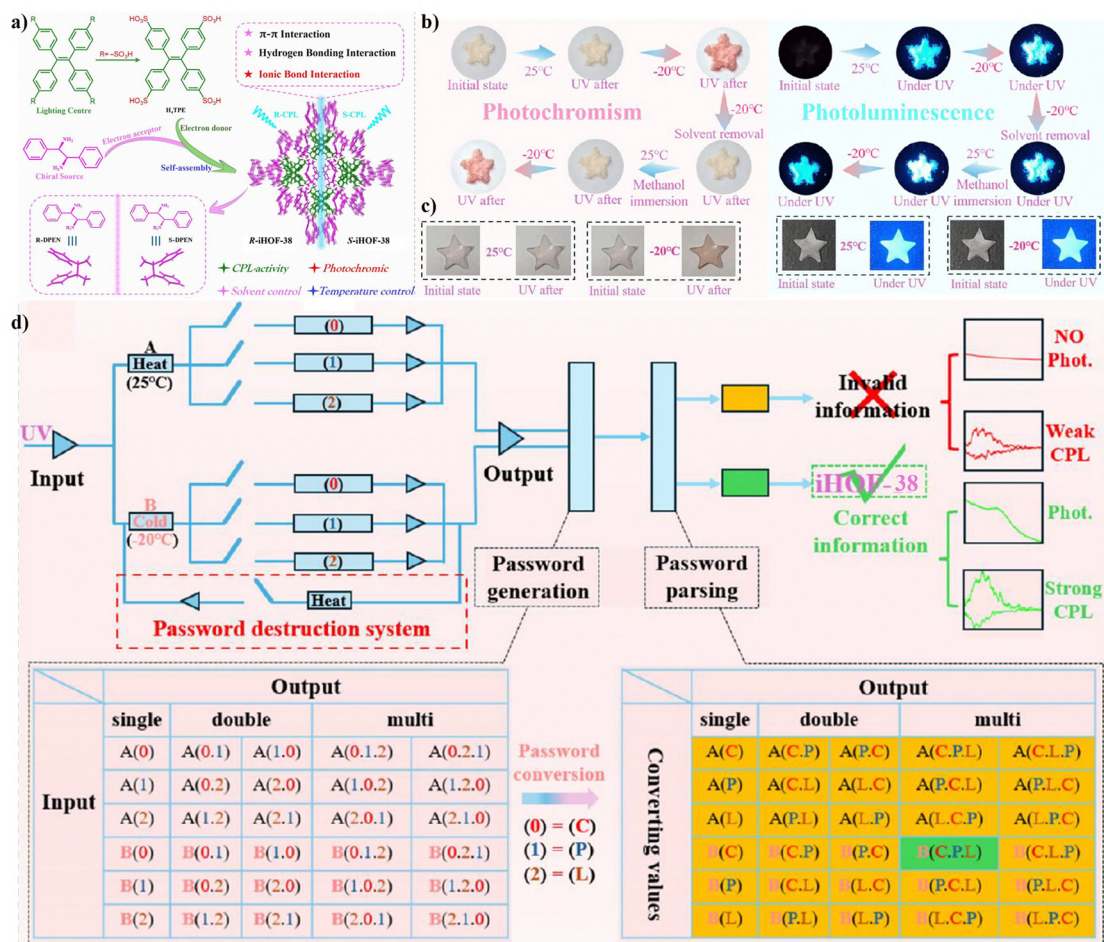 a)
R
R
R
R
R= -SO₃H
SO₃H
HO₃S
HO₃S
SO₃H
Lighting Centre
H₄TPE
Electron donor
Electron acceptor
Self-assembly
NH₂
H₂N
Chiral Source
★ π-π Interaction
★ Hydrogen Bonding Interaction
★ Ionic Bond Interaction
R-CPL
S-CPL
R-iHOF-38
S-iHOF-38
NH₂
H₂N
NH₂
H₂N
R-DPEN
S-DPEN
CPL-activity
Photochromic
Solvent control
Temperature control
b)
Initial state
25°C
UV after
-20°C
UV after
Photochromism
-20°C
Solvent removal
UV after
-20°C
UV after
25°C
Methanol
immersion
UV after
Initial state
25°C
Under UV
-20°C
Under UV
Photoluminescence
-20°C
Solvent removal
Under UV
-20°C
Under UV
25°C
Methanol
immersion
Under UV
c)
25°C
Initial state
UV after
-20°C
Initial state
UV after
25°C
Initial state
Under UV
-20°C
Initial state
Under UV
d)
UV
Input
A
Heat
(25°C)
(0)
(1)
(2)
B
Cold
(-20°C)
(0)
(1)
(2)
Heat
Password destruction system
Output
Password
generation
Password
parsing
Invalid
information
iHOF-38
Correct
information
NO
Phot.
Weak
CPL
Phot.
Strong
CPL
Output
single double multi
Input
A(0) A(0.1) A(1.0) A(0.1.2) A(0.2.1)
A(1) A(0.2) A(2.0) A(1.0.2) A(1.2.0)
A(2) A(1.2) A(2.1) A(2.0.1) A(2.1.0)
B(0) B(0.1) B(1.0) B(0.1.2) B(0.2.1)
B(1) B(0.2) B(2.0) B(1.0.2) B(1.2.0)
B(2) B(1.2) B(2.1) B(2.0.1) B(2.1.0)
Password
conversion
(0) = (C)
(1) = (P)
(2) = (L)
Output
single double multi
Converting values
A(C) A(C.P) A(P.C) A(C.P.L) A(C.L.P)
A(P) A(C.L) A(L.C) A(P.C.L) A(P.L.C)
A(L) A(P.L) A(L.P) A(L.C.P) A(L.P.C)
B(C) B(C.P) B(P.C) B(C.P.L) B(C.L.P)
B(P) B(C.L) B(L.C) B(P.C.L) B(P.L.C)
B(L) B(P.L) B(L.P) B(L.C.P) B(L.P.C)